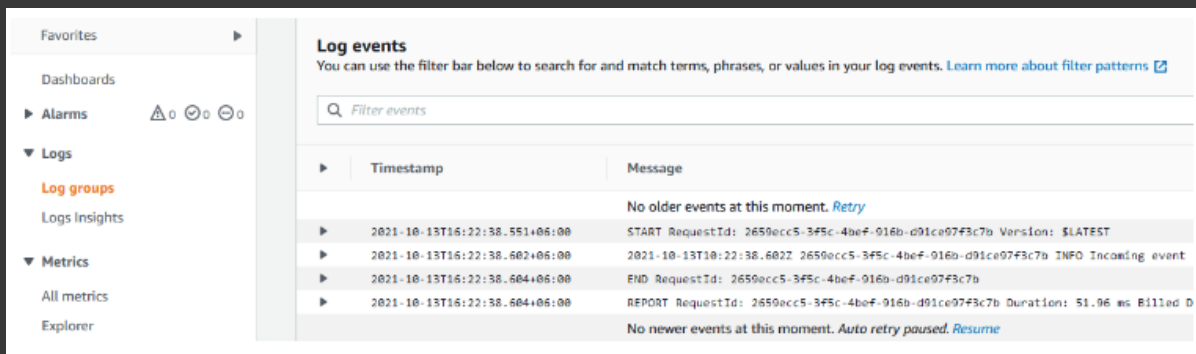 Favorites
Dashboards
Alarms 0 0 0
Logs
Log groups
Logs Insights
Metrics
All metrics
Explorer
Log events
You can use the filter bar below to search for and match terms, phrases, or values in your log events. Learn more about filter patterns
Filter events
Timestamp Message
No older events at this moment. Retry
2021-10-13T16:22:38.551+06:00 START RequestId: 2659ecc5-3f5c-4bef-916b-d91ce97f3c7b Version: $LATEST
2021-10-13T16:22:38.602+06:00 2021-10-13T10:22:38.602Z 2659ecc5-3f5c-4bef-916b-d91ce97f3c7b INFO Incoming event
2021-10-13T16:22:38.604+06:00 END RequestId: 2659ecc5-3f5c-4bef-916b-d91ce97f3c7b
2021-10-13T16:22:38.604+06:00 REPORT RequestId: 2659ecc5-3f5c-4bef-916b-d91ce97f3c7b Duration: 51.96 ms Billed D
No newer events at this moment. Auto retry paused. Resume